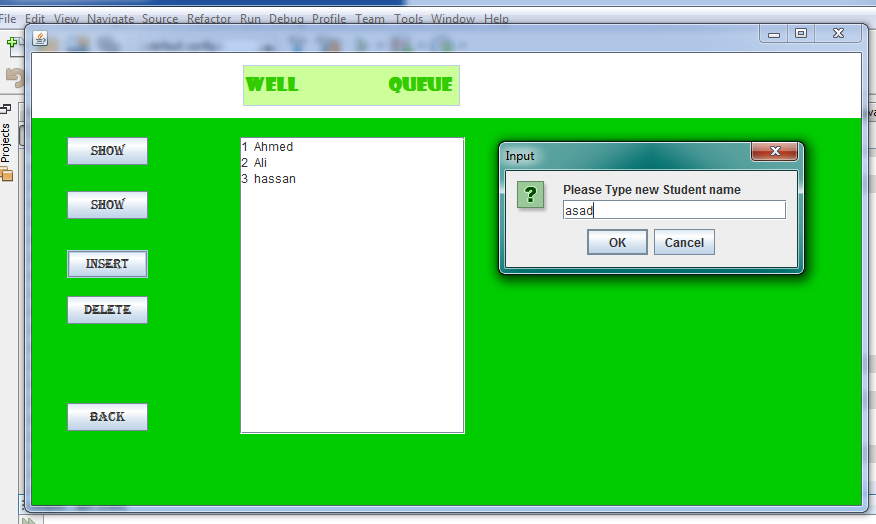 File Edit View Navigate Source Refactor Run Debug Profile Team Tools Window Help
WELL QUEUE
Projects
SHOW
SHOW
INSERT
DELETE
BACK
1 Ahmed
2 Ali
3 hassan
Input
Please Type new Student name
asad
OK Cancel